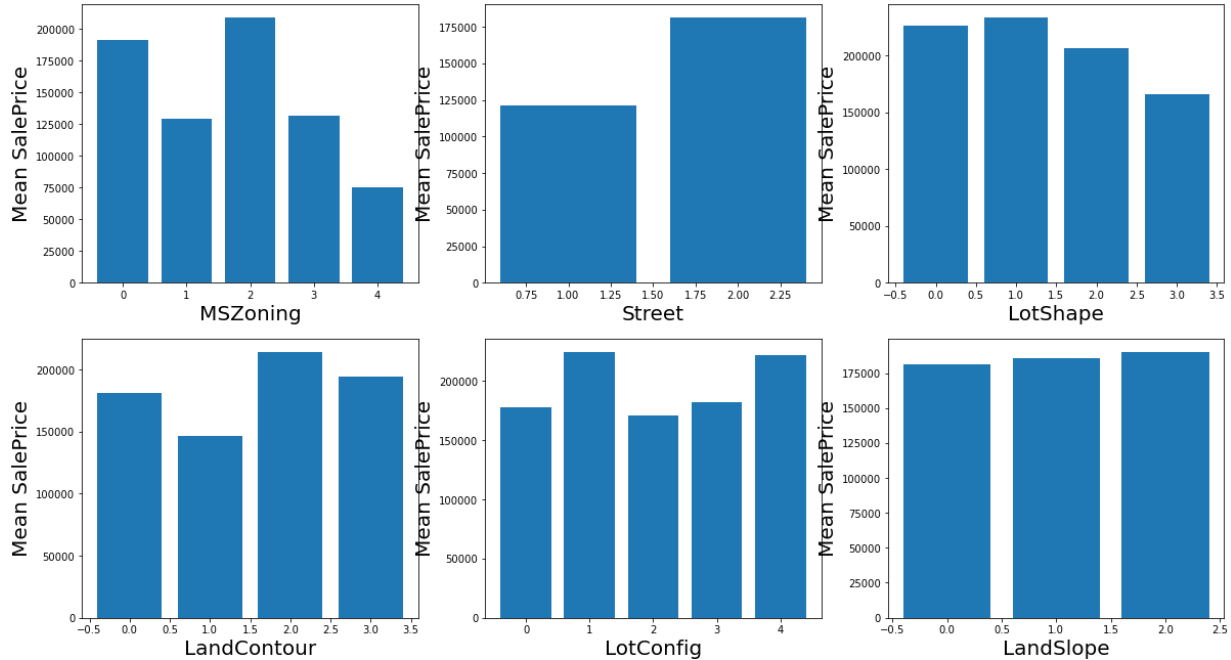 Mean SalePrice
200000
175000
150000
125000
100000
75000
50000
25000
0
0 1 2 3 4
MSZoning
Mean SalePrice
175000
150000
125000
100000
75000
50000
25000
0
0.75 1.00 1.25 1.50 1.75 2.00 2.25
Street
Mean SalePrice
200000
150000
100000
50000
0
−0.5 0.0 0.5 1.0 1.5 2.0 2.5 3.0 3.5
LotShape
Mean SalePrice
200000
150000
100000
50000
0
−0.5 0.0 0.5 1.0 1.5 2.0 2.5 3.0 3.5
LandContour
Mean SalePrice
200000
150000
100000
50000
0
0 1 2 3 4
LotConfig
Mean SalePrice
175000
150000
125000
100000
75000
50000
25000
0
−0.5 0.0 0.5 1.0 1.5 2.0 2.5
LandSlope